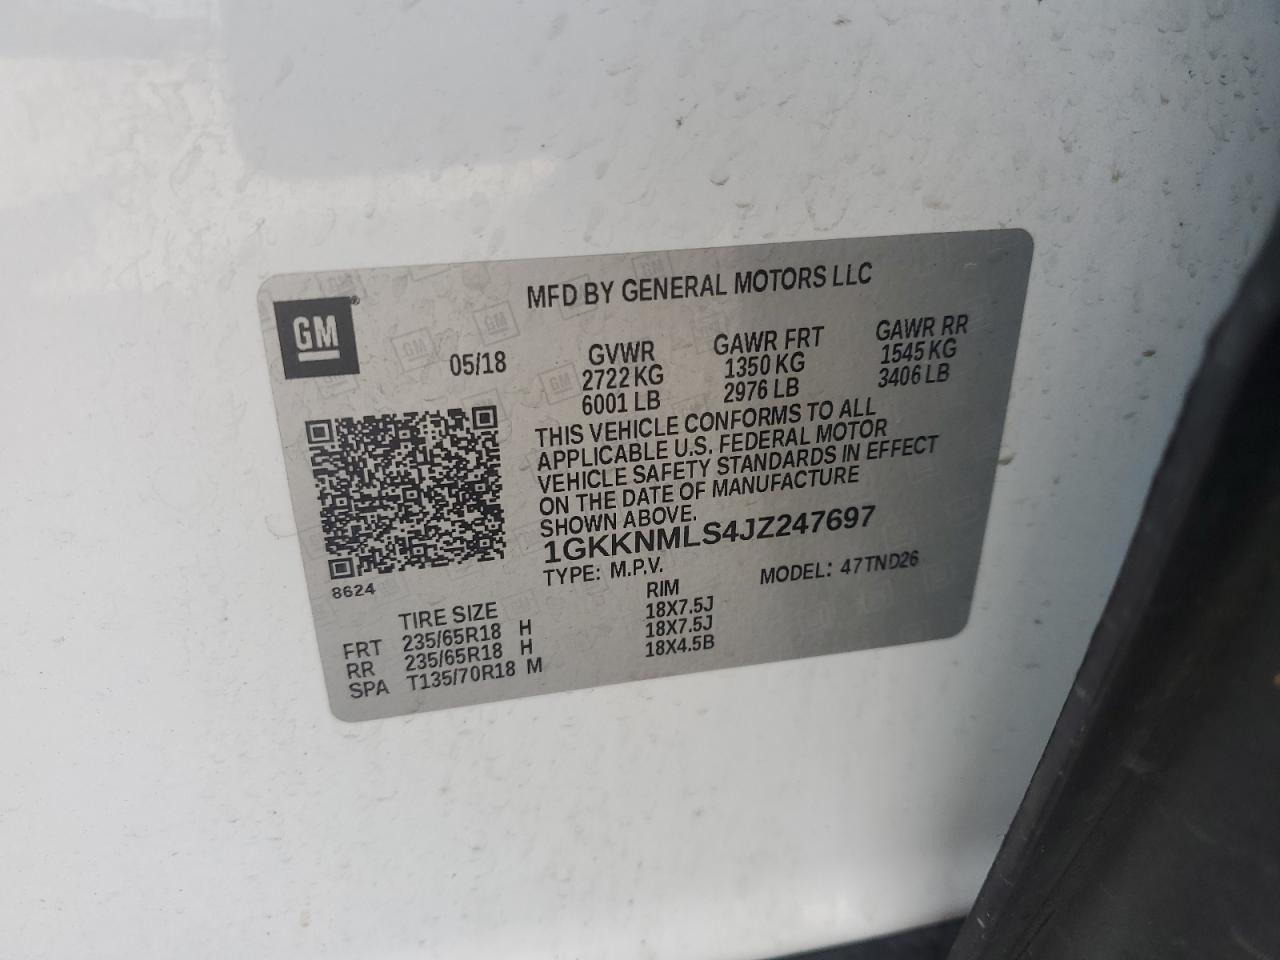 MFD BY GENERAL MOTORS LLC
GM
05/18
GVWR GAWR FRT GAWR RR
2722 KG 1350 KG 1545 KG
6001 LB 2976 LB 3406 LB
THIS VEHICLE CONFORMS TO ALL
APPLICABLE U.S. FEDERAL MOTOR
VEHICLE SAFETY STANDARDS IN EFFECT
ON THE DATE OF MANUFACTURE
SHOWN ABOVE.
1GKKNMLS4JZ247697
TYPE: M.P.V. MODEL: 47TND26
8624
TIRE SIZE RIM
FRT 235/65R18 H 18X7.5J
RR 235/65R18 H 18X7.5J
SPA T135/70R18 M 18X4.5B